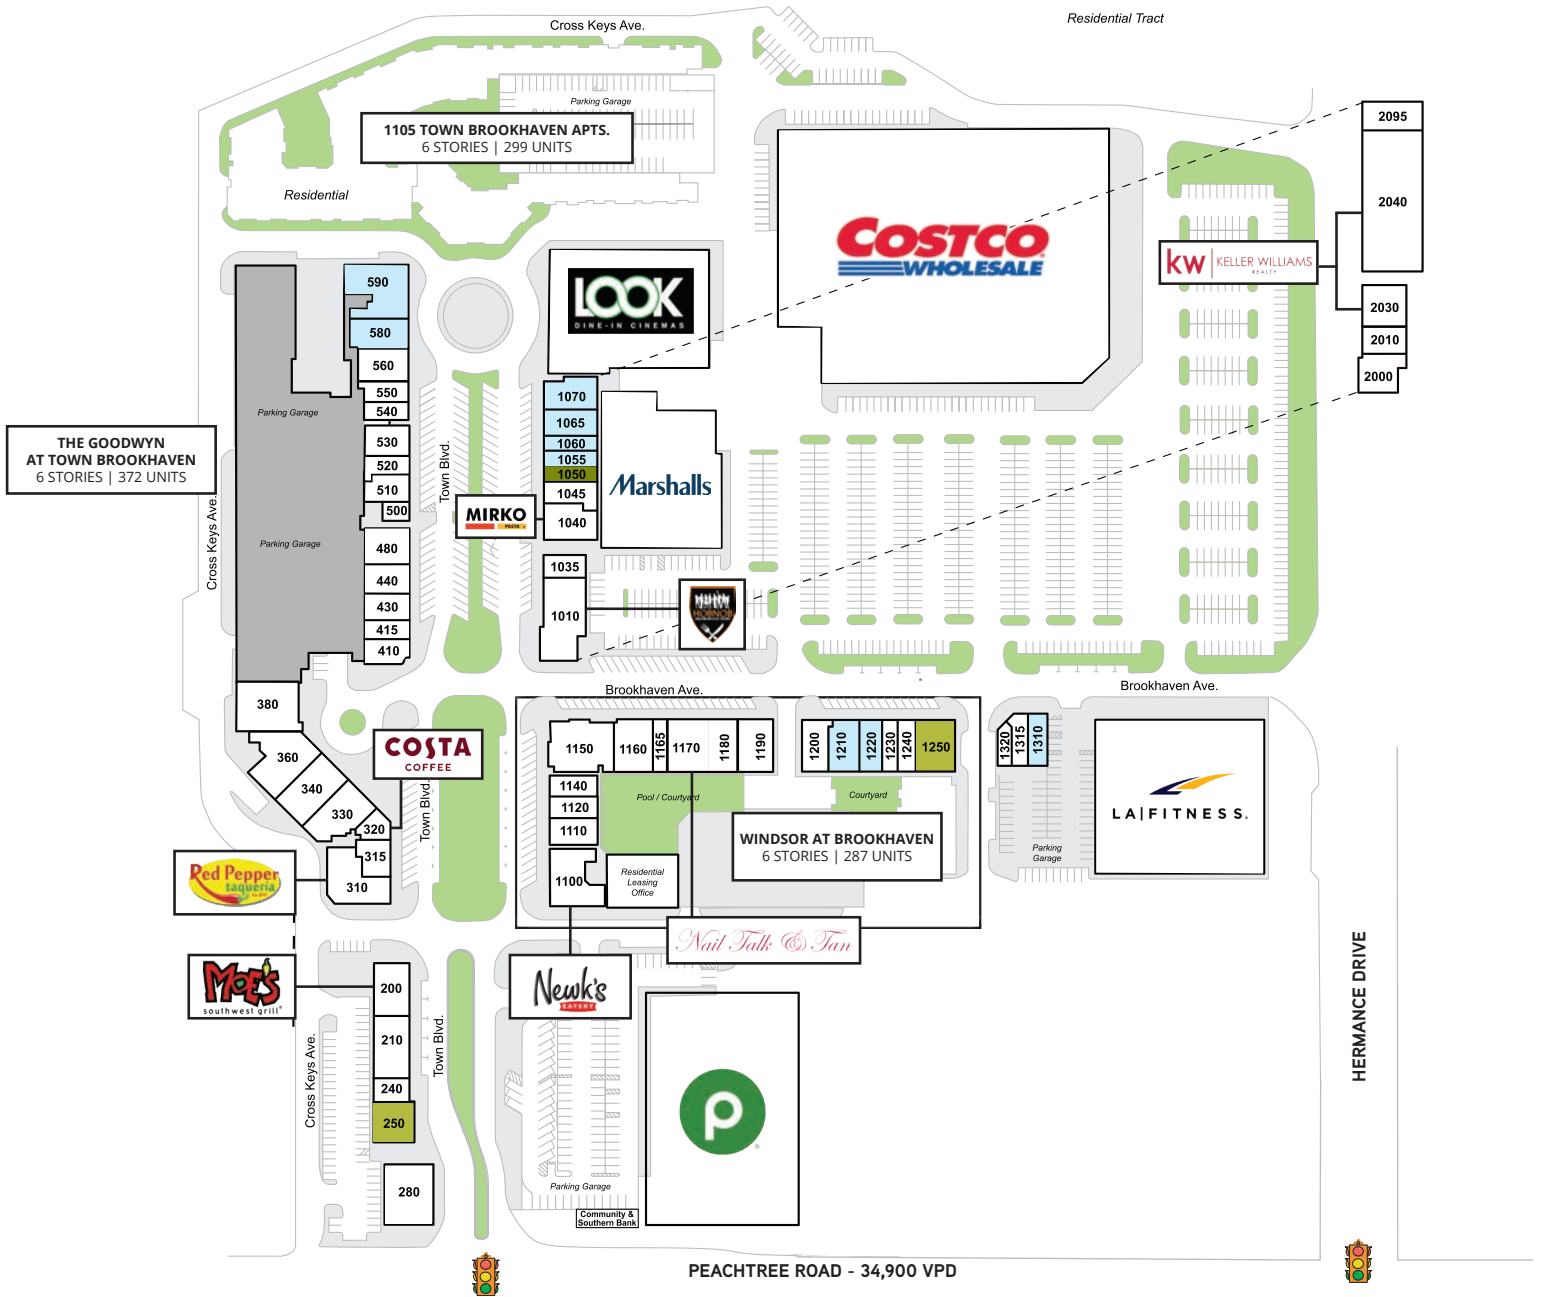 Cross Keys Ave.
Residential Tract
Parking Garage
1105 TOWN BROOKHAVEN APTS.
6 STORIES | 299 UNITS
Residential
COSTCO
WHOLESALE
2095
2040
kw KELLER WILLIAMS
REALTY
2030
2010
2000
LOOK
DINE-IN CINEMAS
590
580
560
550
540
530
520
510
500
480
440
430
415
410
Parking Garage
Parking Garage
THE GOODWYN
AT TOWN BROOKHAVEN
6 STORIES | 372 UNITS
Cross Keys Ave.
Town Blvd.
1070
1065
1060
1055
1050
1045
1040
1035
1010
Marshalls
MIRKO
PASTA
HOBNOB
Brookhaven Ave.
Brookhaven Ave.
380
360
340
330
320
315
310
COSTA
COFFEE
Town Blvd.
1150
1160
1165
1170
1180
1190
1200
1210
1220
1230
1240
1250
1320
1315
1310
1140
1120
1110
1100
Pool / Courtyard
Courtyard
WINDSOR AT BROOKHAVEN
6 STORIES | 287 UNITS
Residential
Leasing
Office
Parking
Garage
LA|FITNESS.
Red Pepper
taqueria
Nail Talk & Tan
Newk's
EATERY
MOE'S
southwest grill®
200
210
240
250
280
Cross Keys Ave.
Town Blvd.
p
Parking Garage
Community &
Southern Bank
HERMANCE DRIVE
PEACHTREE ROAD - 34,900 VPD